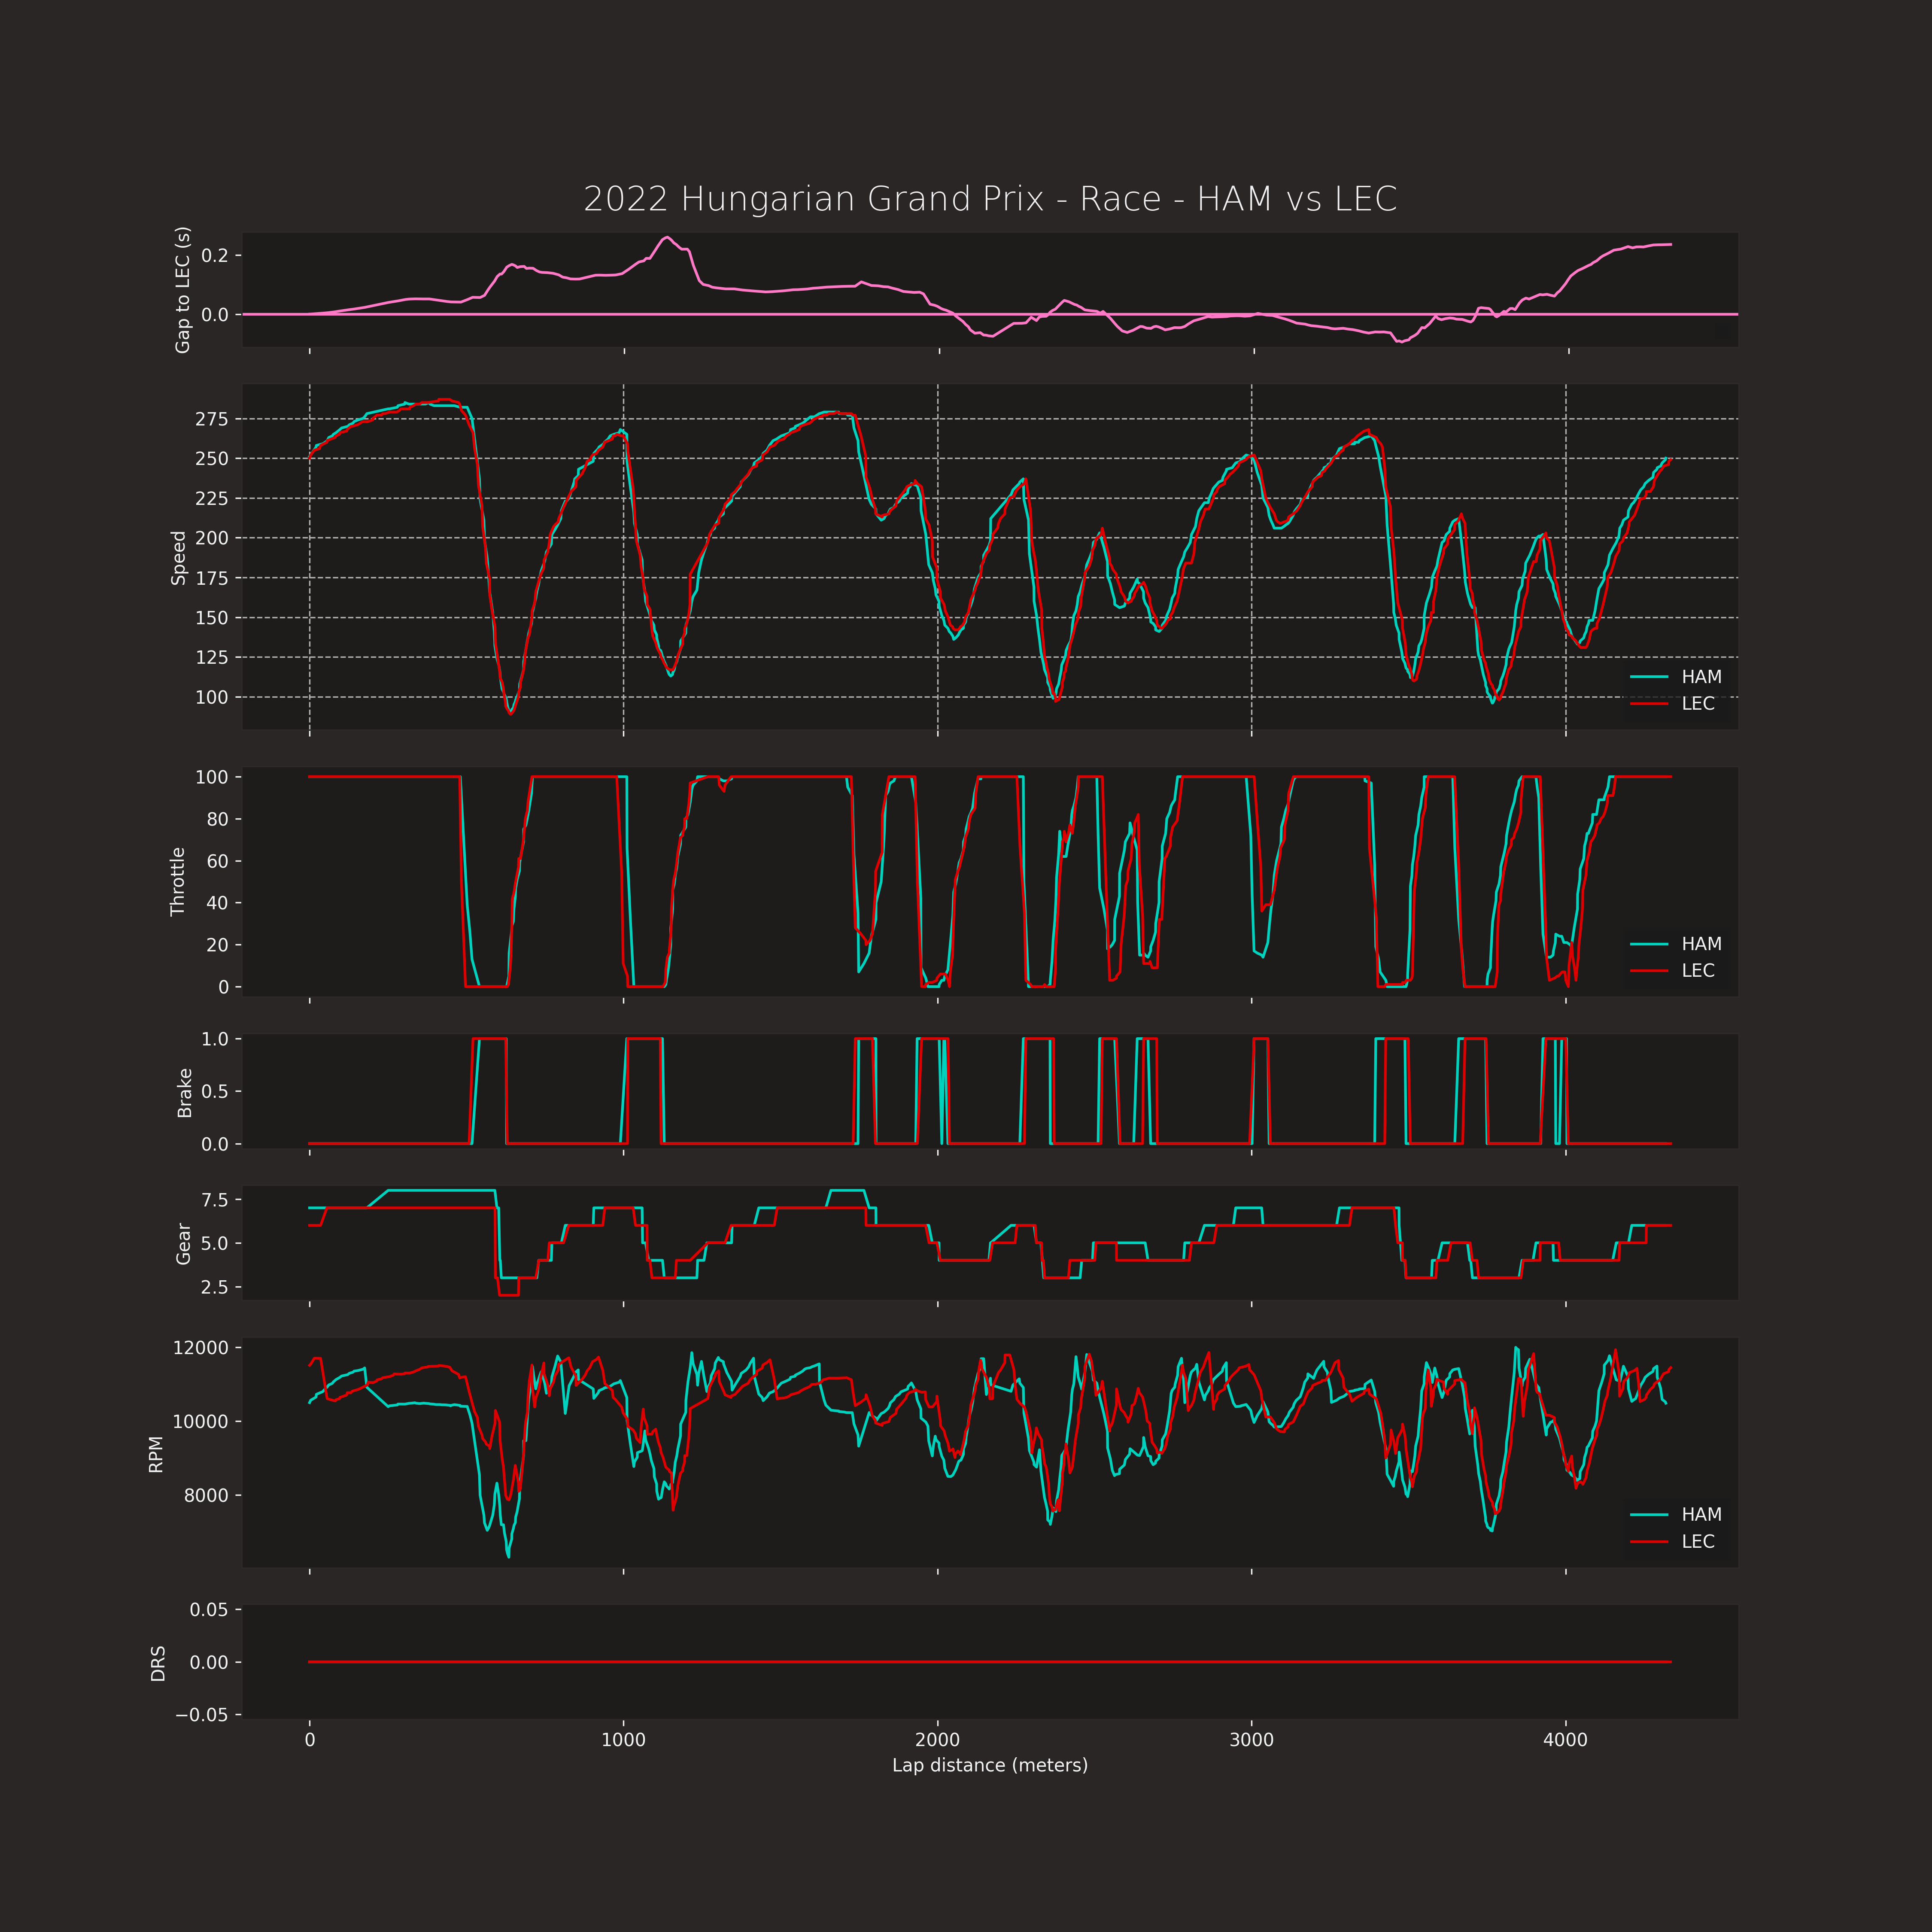 2022 Hungarian Grand Prix - Race - HAM vs LEC
Gap to LEC (s)
0.2
0.0
Speed
275
250
225
200
175
150
125
100
HAM
LEC
Throttle
100
80
60
40
20
0
HAM
LEC
Brake
1.0
0.5
0.0
Gear
7.5
5.0
2.5
RPM
12000
10000
8000
HAM
LEC
DRS
0.05
0.00
−0.05
0 1000 2000 3000 4000
Lap distance (meters)